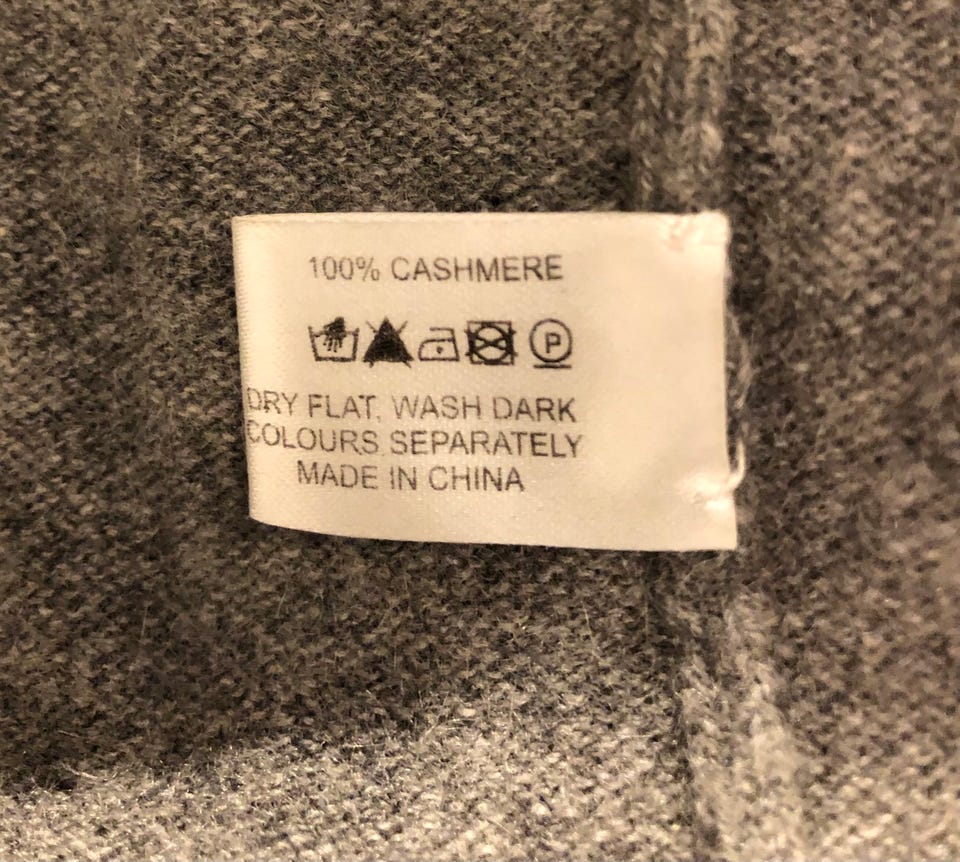 100% CASHMERE
P
DRY FLAT, WASH DARK
COLOURS SEPARATELY
MADE IN CHINA